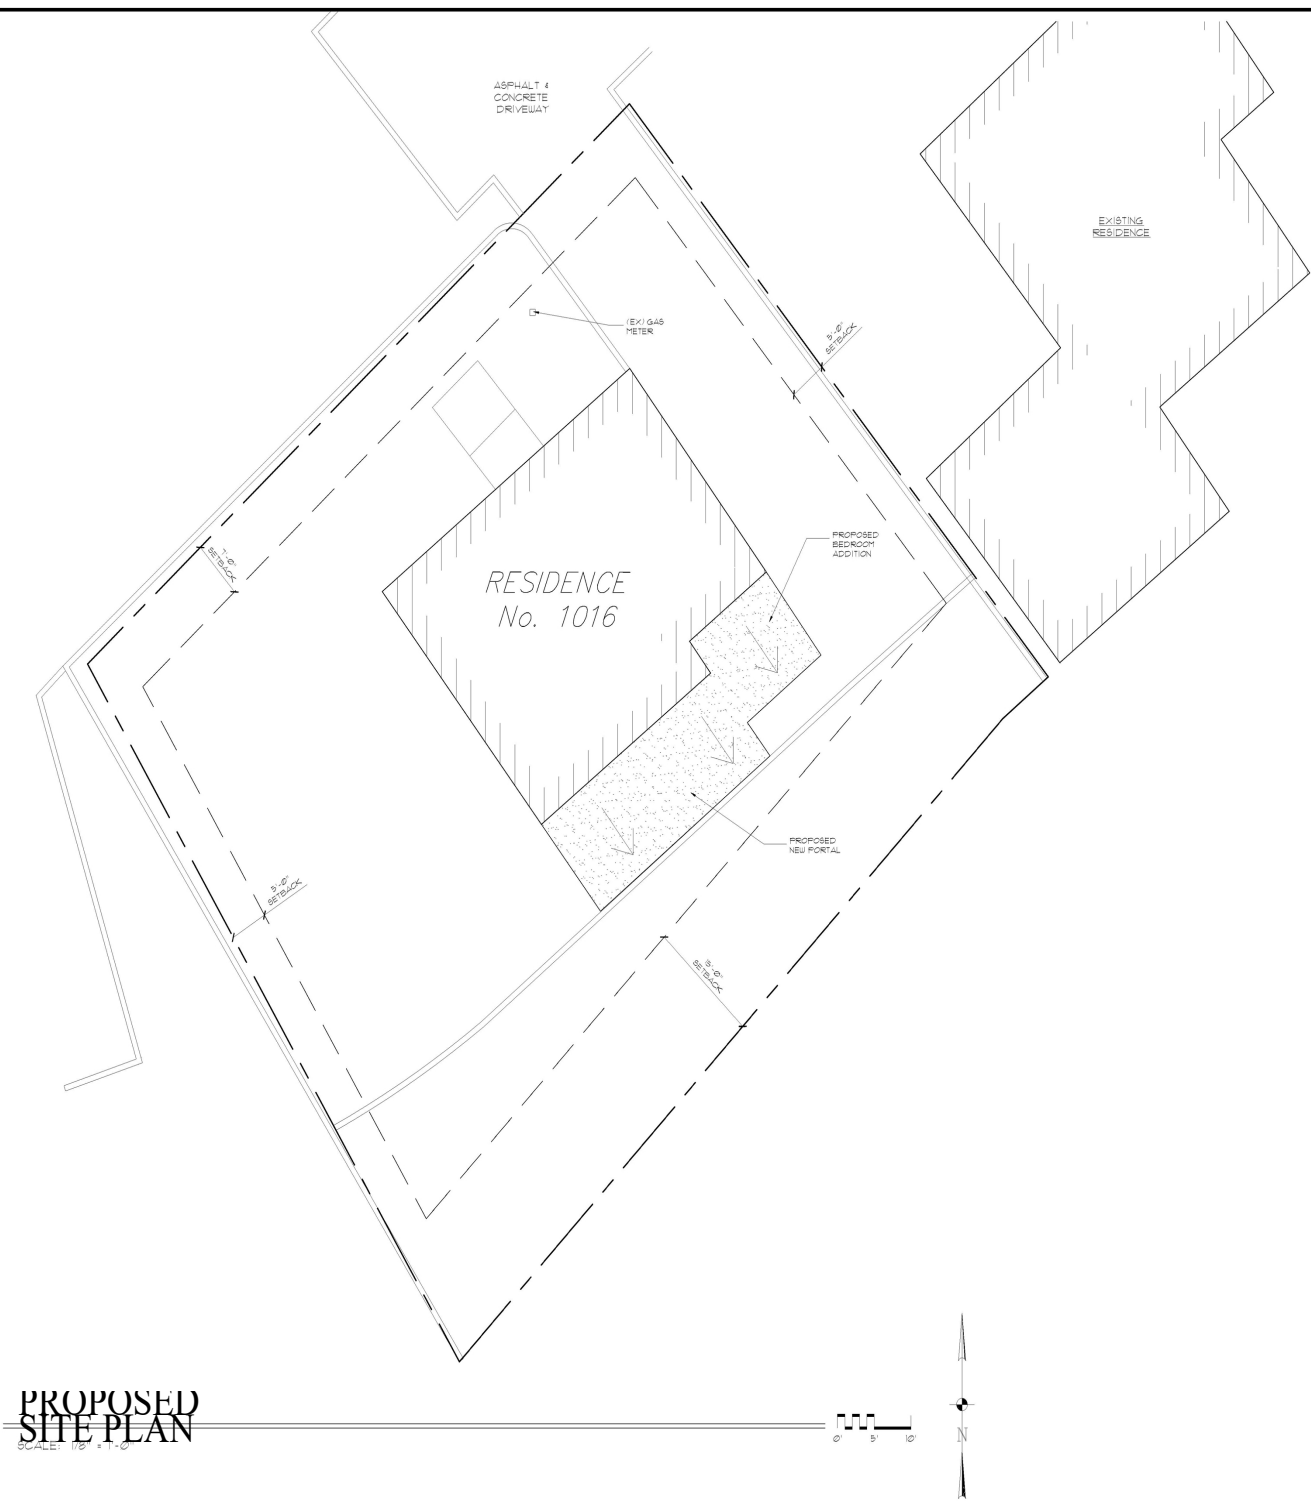 ASPHALT &
CONCRETE
DRIVEWAY
EXISTING
RESIDENCE
(EX) GAS
METER
5'-0"
SETBACK
PROPOSED
BEDROOM
ADDITION
7'-0"
SETBACK
RESIDENCE
No. 1016
PROPOSED
NEW PORTAL
5'-0"
SETBACK
15'-0"
SETBACK
PROPOSED
SITE PLAN
SCALE: 1/8" = 1'-0"
0' 5' 10'
N